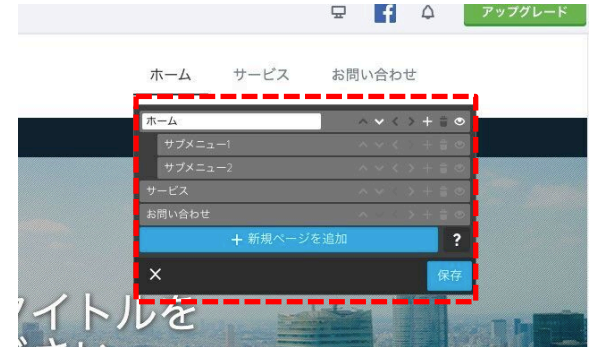 アップグレード
ホーム サービス お問い合わせ
ホーム
サブメニュー1
サブメニュー2
サービス
お問い合わせ
+ 新規ページを追加 ?
× 保存
タイトルを
ださい